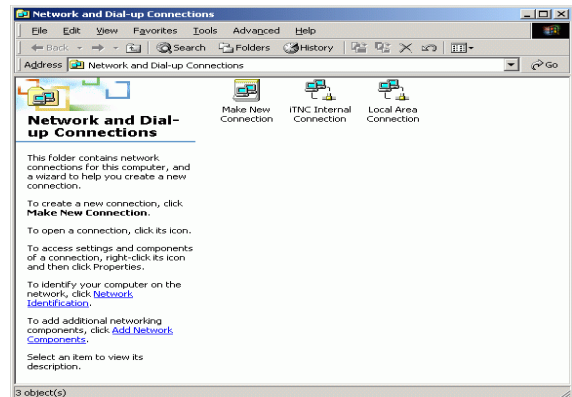 Network and Dial-up Connections
File Edit View Favorites Tools Advanced Help
Back Search Folders History
Address Network and Dial-up Connections Go
Make New Connection
iTNC Internal Connection
Local Area Connection
Network and Dial-
up Connections
This folder contains network
connections for this computer, and
a wizard to help you create a new
connection.
To create a new connection, click
Make New Connection.
To open a connection, click its icon.
To access settings and components
of a connection, right-click its icon
and then click Properties.
To identify your computer on the
network, click Network
Identification.
To add additional networking
components, click Add Network
Components.
Select an item to view its
description.
3 object(s)